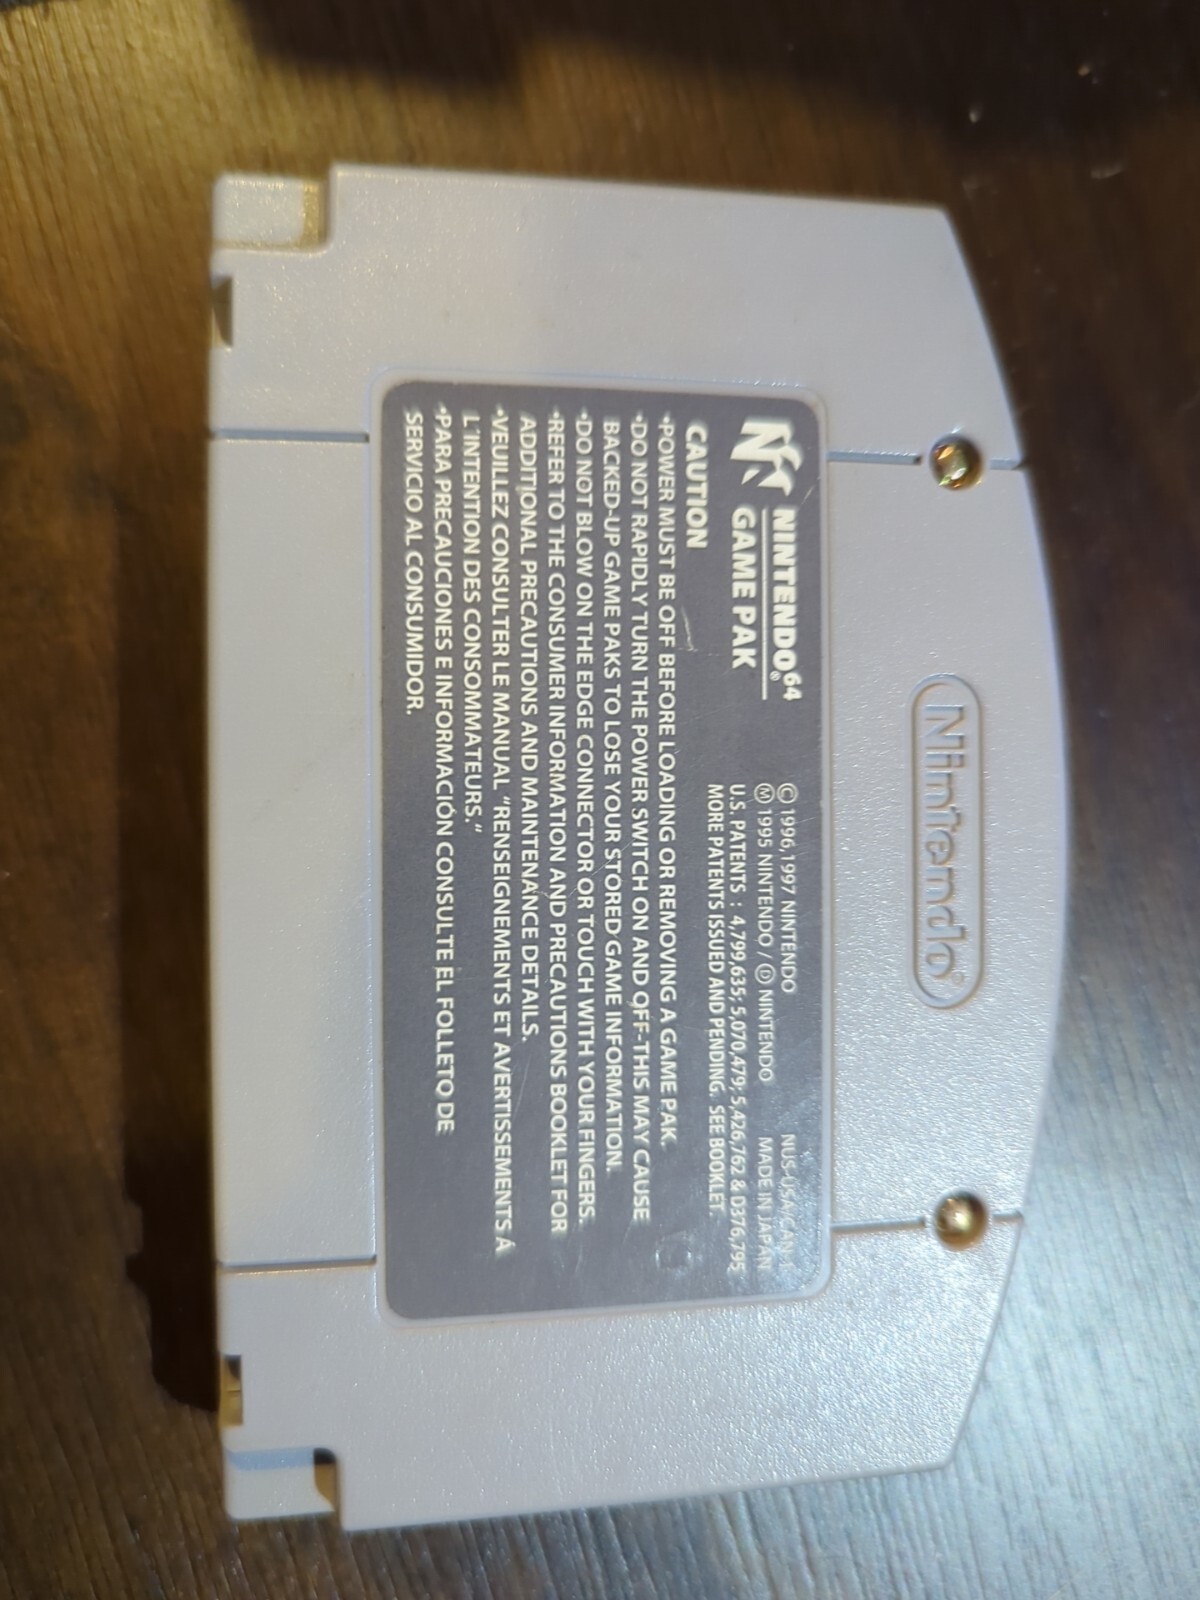 Nintendo®
NINTENDO 64®
GAME PAK
© 1996,1997 NINTENDO
Ⓜ 1995 NINTENDO / Ⓓ NINTENDO
U.S. PATENTS : 4,799,635; 5,070,479; 5,426,762 & D376,795
MORE PATENTS ISSUED AND PENDING. SEE BOOKLET.
NUS-USA/CAN-1
MADE IN JAPAN
CAUTION
•POWER MUST BE OFF BEFORE LOADING OR REMOVING A GAME PAK.
•DO NOT RAPIDLY TURN THE POWER SWITCH ON AND OFF-THIS MAY CAUSE
BACKED-UP GAME PAKS TO LOSE YOUR STORED GAME INFORMATION.
•DO NOT BLOW ON THE EDGE CONNECTOR OR TOUCH WITH YOUR FINGERS.
•REFER TO THE CONSUMER INFORMATION AND PRECAUTIONS BOOKLET FOR
ADDITIONAL PRECAUTIONS AND MAINTENANCE DETAILS.
•VEUILLEZ CONSULTER LE MANUAL "RENSEIGNEMENTS ET AVERTISSEMENTS Á
L'INTENTION DES CONSOMMATEURS."
•PARA PRECAUCIONES E INFORMACIÓN CONSULTE EL FOLLETO DE
SERVICIO AL CONSUMIDOR.